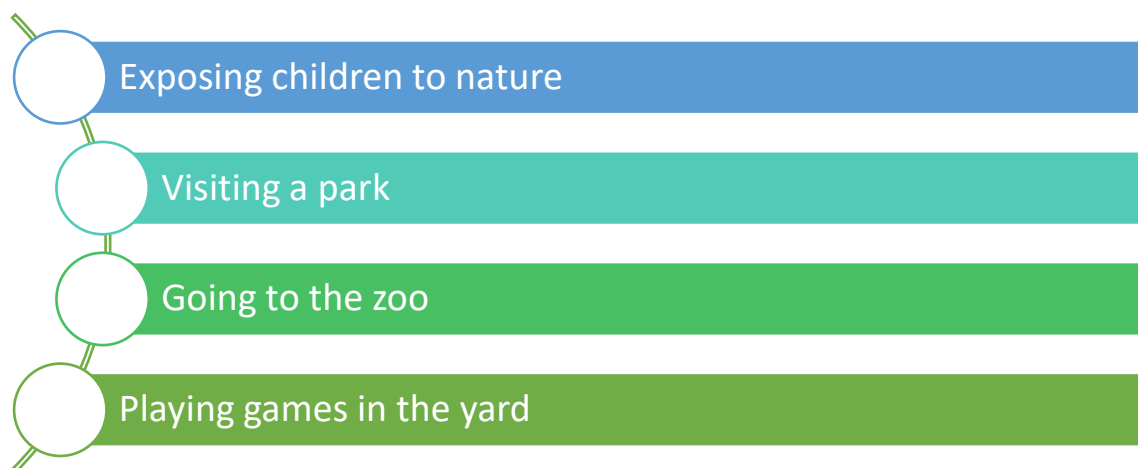 Exposing children to nature
Visiting a park
Going to the zoo
Playing games in the yard